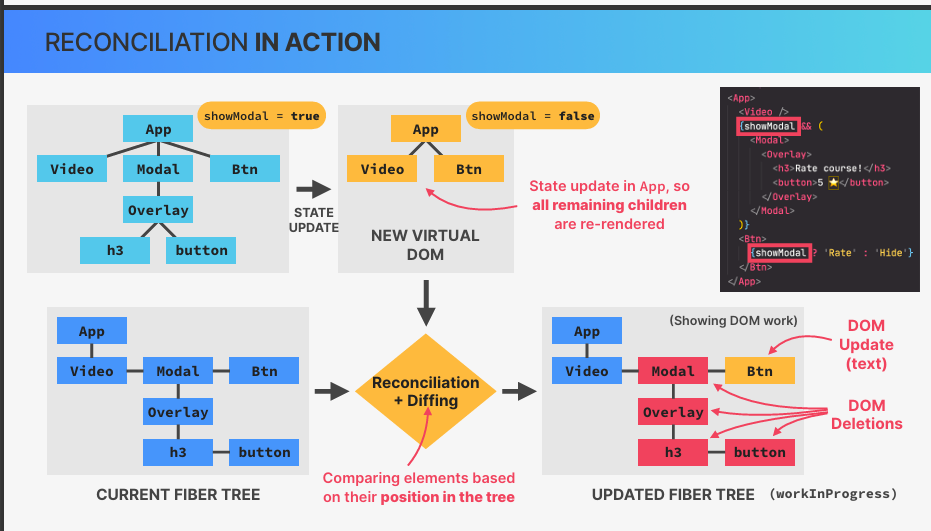 RECONCILIATION IN ACTION
showModal = true
App
Video Modal Btn
Overlay
h3 button
STATE
UPDATE
showModal = false
App
Video Btn
NEW VIRTUAL
DOM
State update in App, so
all remaining children
are re-rendered
<App>
<Video />
{showModal && (
<Modal>
<Overlay>
<h3>Rate course!</h3>
<button>5 ⭐</button>
</Overlay>
</Modal>
)}
<Btn>
{showModal ? 'Rate' : 'Hide'}
</Btn>
</App>
App
Video Modal Btn
Overlay
h3 button
CURRENT FIBER TREE
Reconciliation
+ Diffing
Comparing elements based
on their position in the tree
(Showing DOM work)
App
Video Modal Btn
Overlay
h3 button
DOM
Update
(text)
DOM
Deletions
UPDATED FIBER TREE (workInProgress)